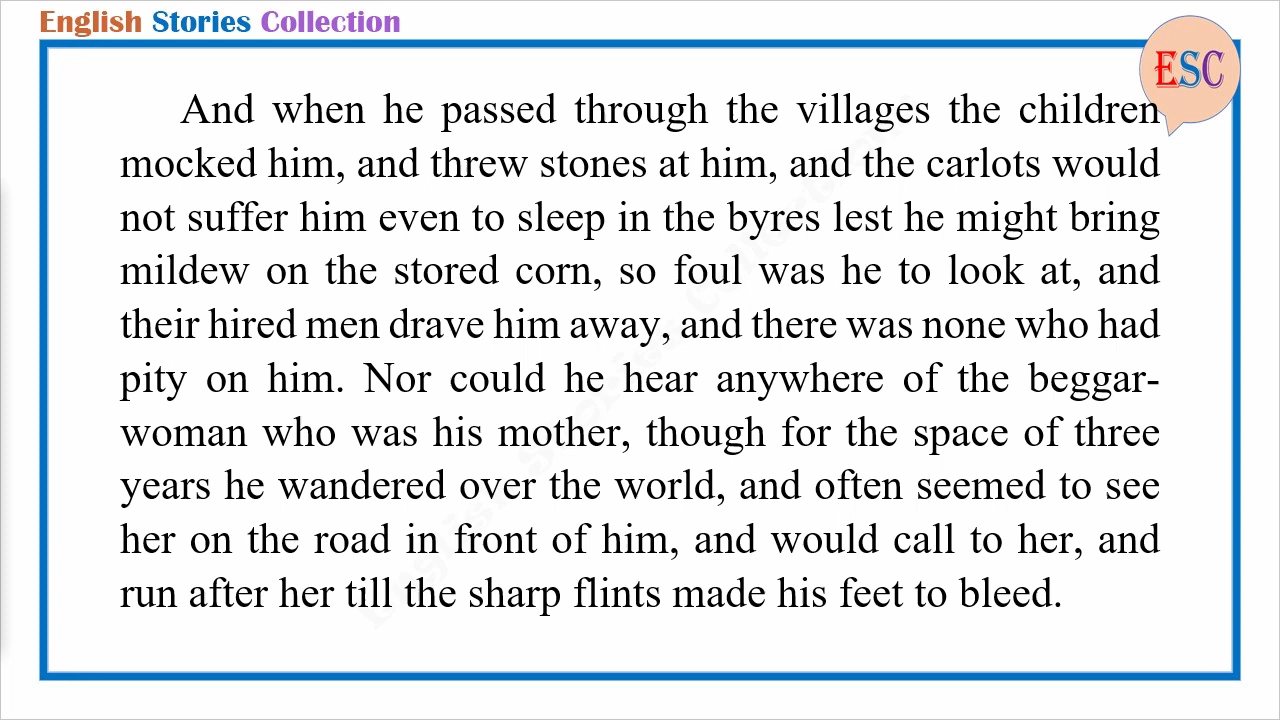 English Stories Collection
ESC
And when he passed through the villages the children
mocked him, and threw stones at him, and the carlots would
not suffer him even to sleep in the byres lest he might bring
mildew on the stored corn, so foul was he to look at, and
their hired men drave him away, and there was none who had
pity on him. Nor could he hear anywhere of the beggar-
woman who was his mother, though for the space of three
years he wandered over the world, and often seemed to see
her on the road in front of him, and would call to her, and
run after her till the sharp flints made his feet to bleed.
English Stories Collection